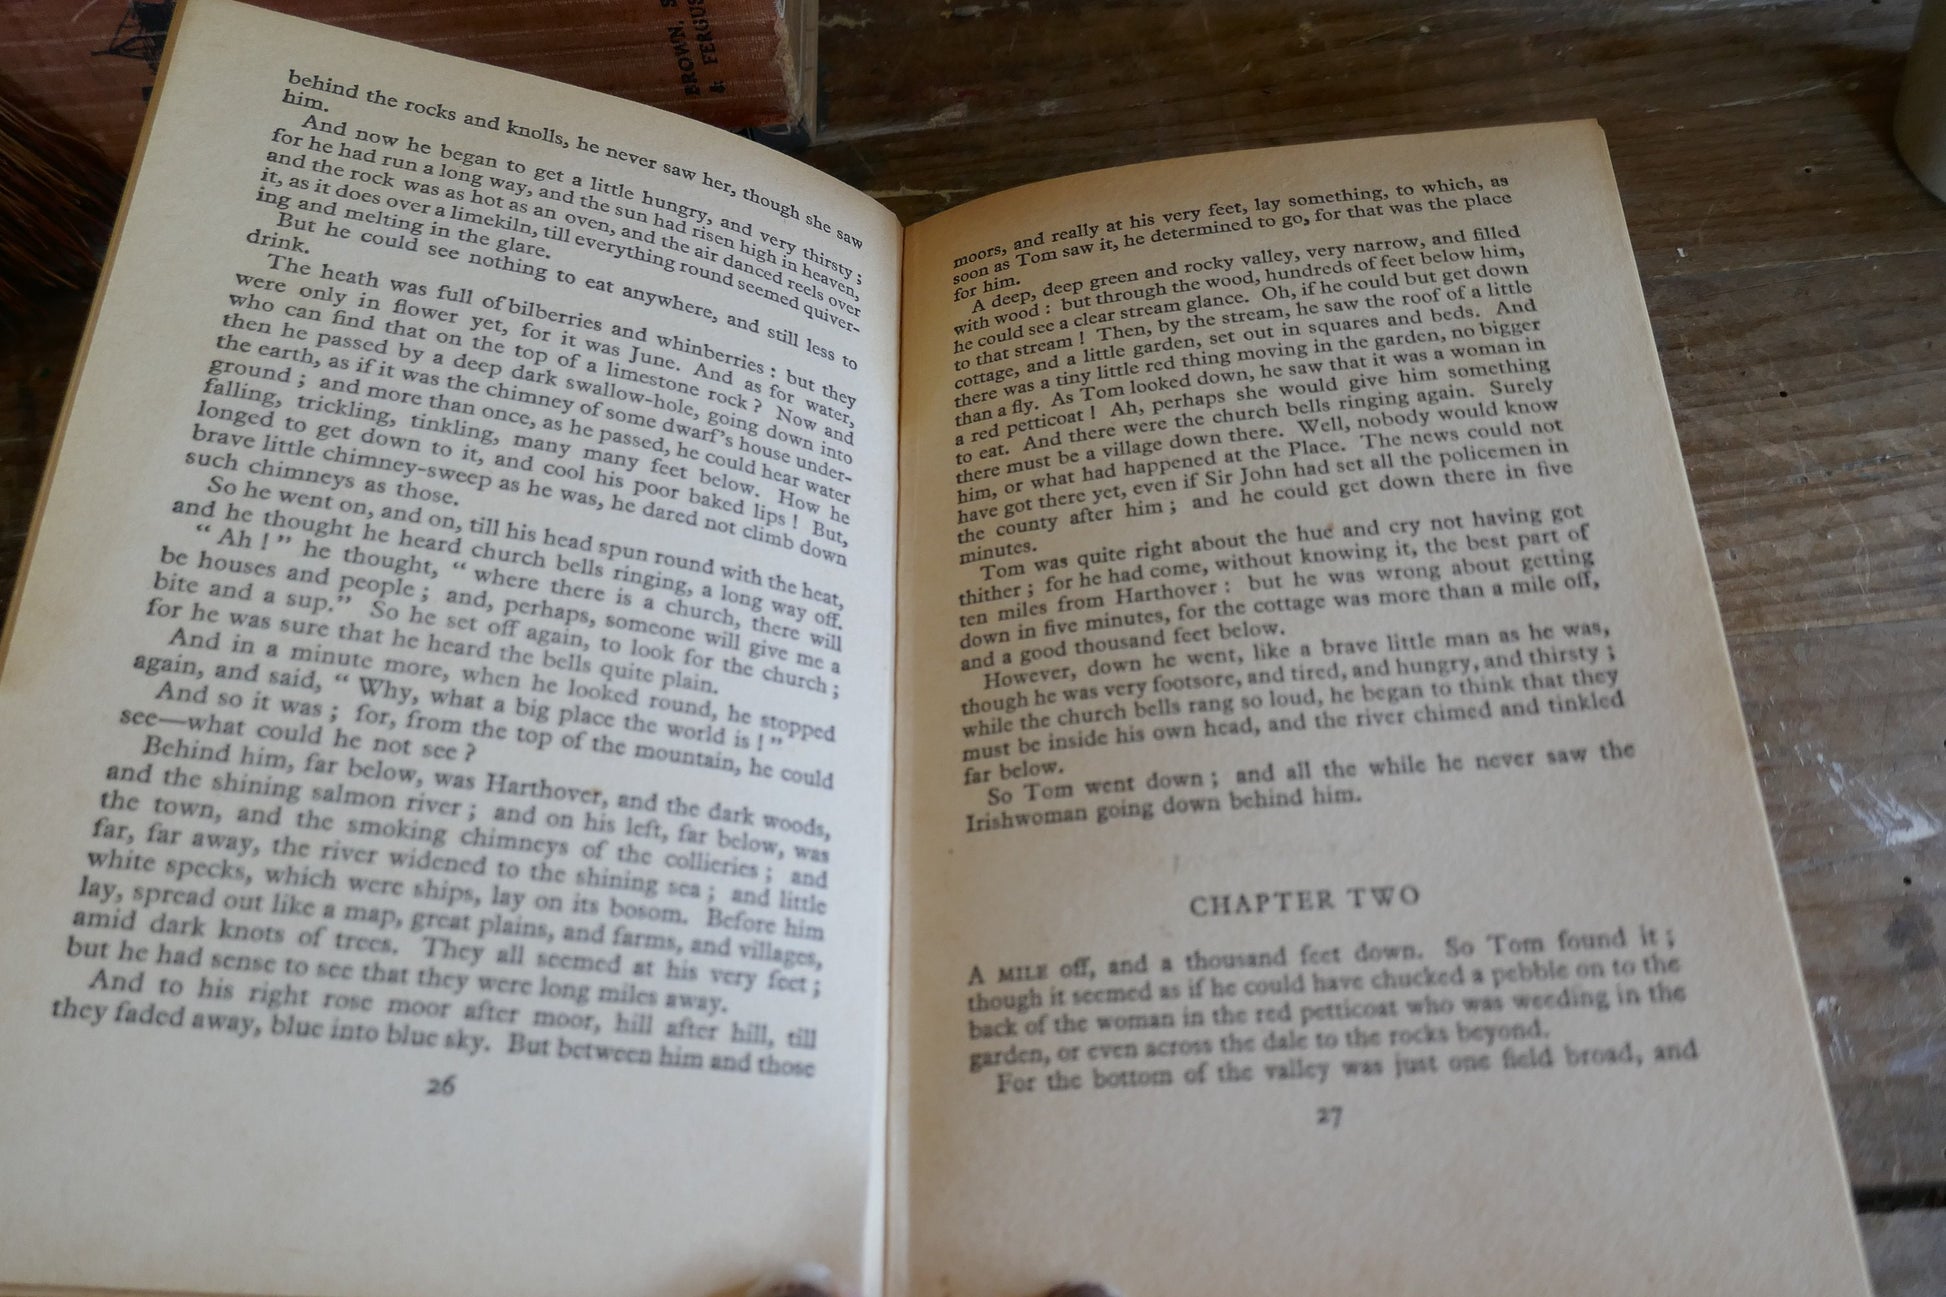 BROWN, S
& FERGUS
behind the rocks and knolls, he never saw her, though she saw
him.
And now he began to get a little hungry, and very thirsty ;
for he had run a long way, and the sun had risen high in heaven,
and the rock was as hot as an oven, and the air danced reels over
it, as it does over a limekiln, till everything round seemed quiver-
ing and melting in the glare.
But he could see nothing to eat anywhere, and still less to
drink.
The heath was full of bilberries and whinberries : but they
were only in flower yet, for it was June. And as for water,
who can find that on the top of a limestone rock ? Now and
then he passed by a deep dark swallow-hole, going down into
the earth, as if it was the chimney of some dwarf's house under-
ground ; and more than once, as he passed, he could hear water
falling, trickling, tinkling, many many feet below. How he
longed to get down to it, and cool his poor baked lips ! But,
brave little chimney-sweep as he was, he dared not climb down
such chimneys as those.
So he went on, and on, till his head spun round with the heat,
and he thought he heard church bells ringing, a long way off.
“ Ah ! ” he thought, “ where there is a church, there will
be houses and people ; and, perhaps, someone will give me a
bite and a sup.” So he set off again, to look for the church ;
for he was sure that he heard the bells quite plain.
And in a minute more, when he looked round, he stopped
again, and said, “ Why, what a big place the world is ! ”
And so it was ; for, from the top of the mountain, he could
see—what could he not see ?
Behind him, far below, was Harthover, and the dark woods,
and the shining salmon river ; and on his left, far below, was
the town, and the smoking chimneys of the collieries ; and
far, far away, the river widened to the shining sea ; and little
white specks, which were ships, lay on its bosom. Before him
lay, spread out like a map, great plains, and farms, and villages,
amid dark knots of trees. They all seemed at his very feet ;
but he had sense to see that they were long miles away.
And to his right rose moor after moor, hill after hill, till
they faded away, blue into blue sky. But between him and those
26
moors, and really at his very feet, lay something, to which, as
soon as Tom saw it, he determined to go, for that was the place
for him.
A deep, deep green and rocky valley, very narrow, and filled
with wood : but through the wood, hundreds of feet below him,
he could see a clear stream glance. Oh, if he could but get down
to that stream ! Then, by the stream, he saw the roof of a little
cottage, and a little garden, set out in squares and beds. And
there was a tiny little red thing moving in the garden, no bigger
than a fly. As Tom looked down, he saw that it was a woman in
a red petticoat ! Ah, perhaps she would give him something
to eat. And there were the church bells ringing again. Surely
there must be a village down there. Well, nobody would know
him, or what had happened at the Place. The news could not
have got there yet, even if Sir John had set all the policemen in
the county after him ; and he could get down there in five
minutes.
Tom was quite right about the hue and cry not having got
thither ; for he had come, without knowing it, the best part of
ten miles from Harthover : but he was wrong about getting
down in five minutes, for the cottage was more than a mile off,
and a good thousand feet below.
However, down he went, like a brave little man as he was,
though he was very footsore, and tired, and hungry, and thirsty ;
while the church bells rang so loud, he began to think that they
must be inside his own head, and the river chimed and tinkled
far below.
So Tom went down ; and all the while he never saw the
Irishwoman going down behind him.
CHAPTER TWO
A MILE off, and a thousand feet down. So Tom found it ;
though it seemed as if he could have chucked a pebble on to the
back of the woman in the red petticoat who was weeding in the
garden, or even across the dale to the rocks beyond.
For the bottom of the valley was just one field broad, and
27